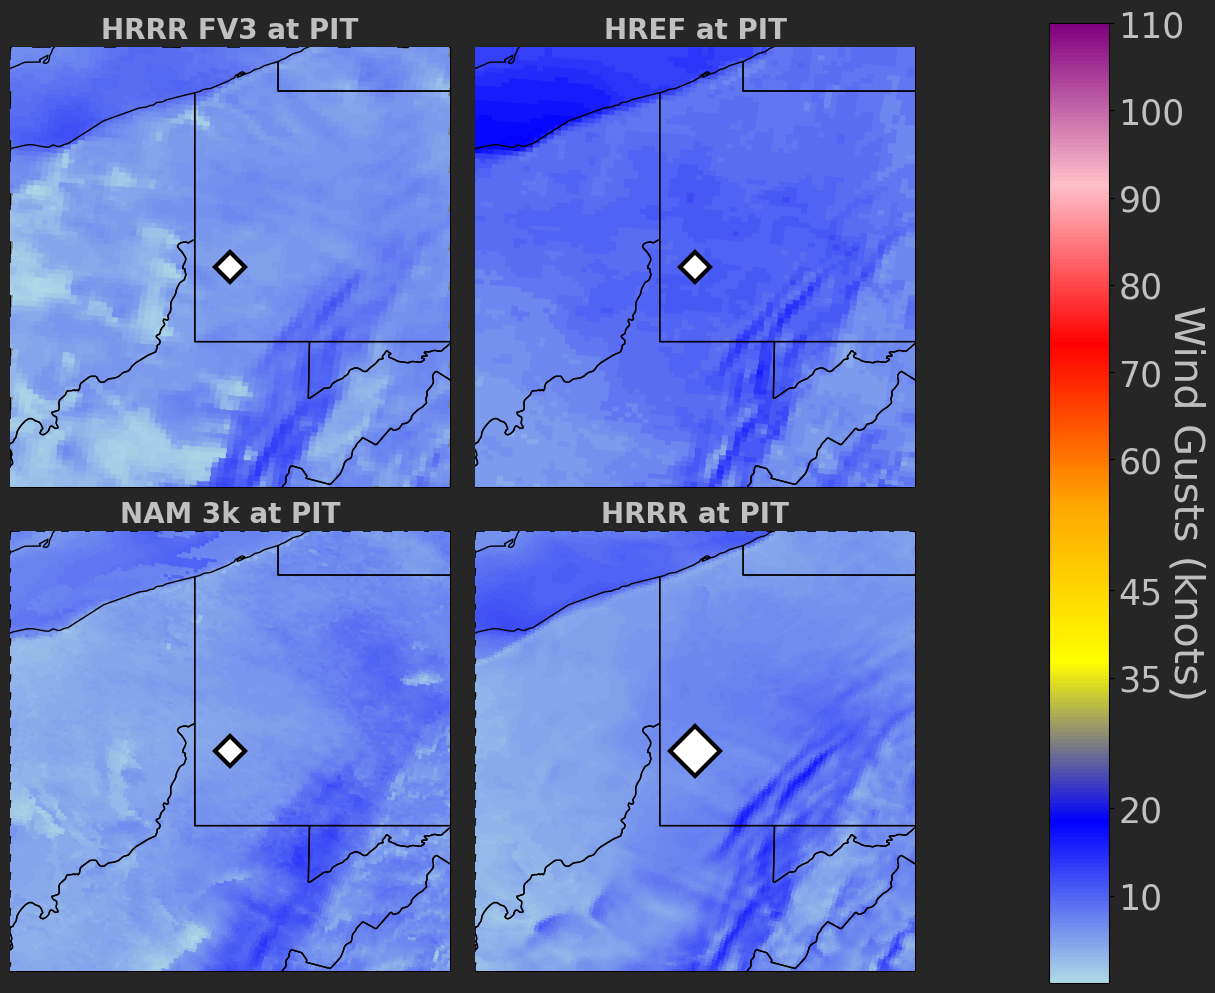 HRRR FV3 at PIT
HREF at PIT
NAM 3k at PIT
HRRR at PIT
110
100
90
80
70
60
45
35
20
10
Wind Gusts (knots)